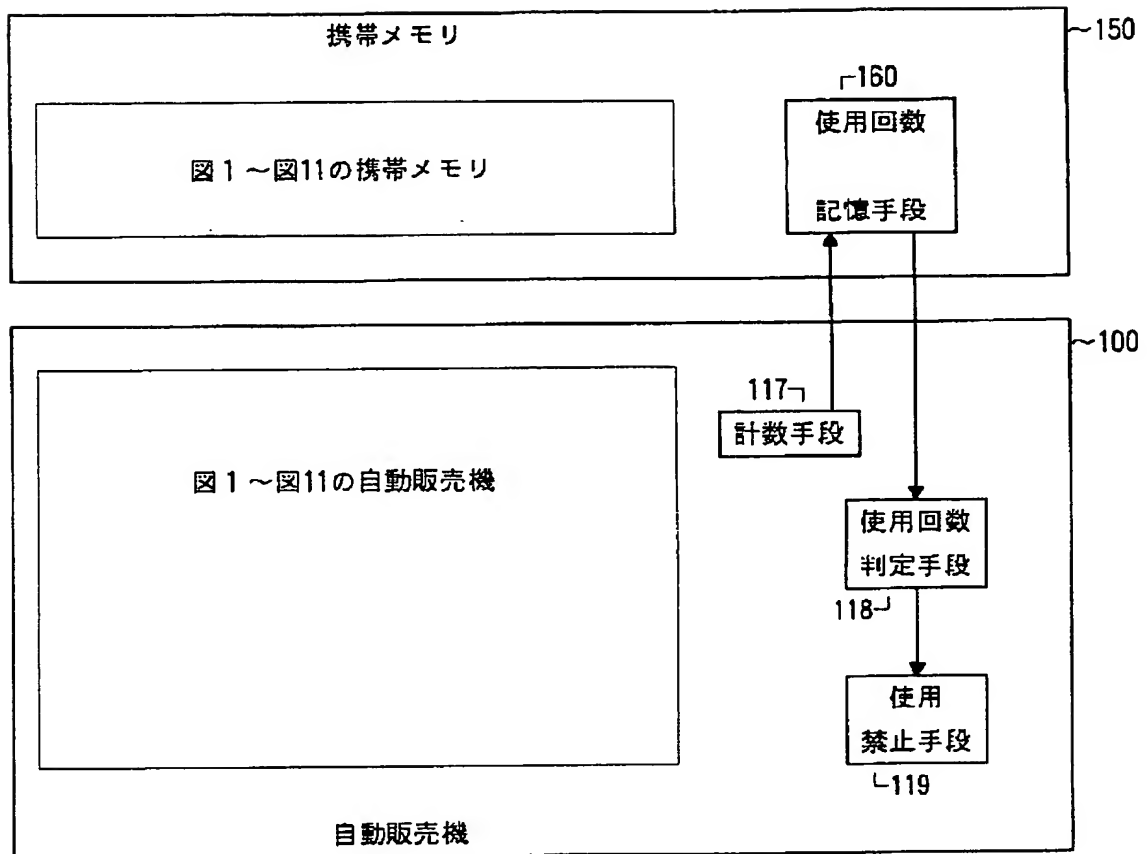 携帯メモリ
~150
160
使用回数
記憶手段
図1~図11の携帯メモリ
~100
117
計数手段
図1~図11の自動販売機
使用回数
判定手段
118
使用
禁止手段
119
自動販売機